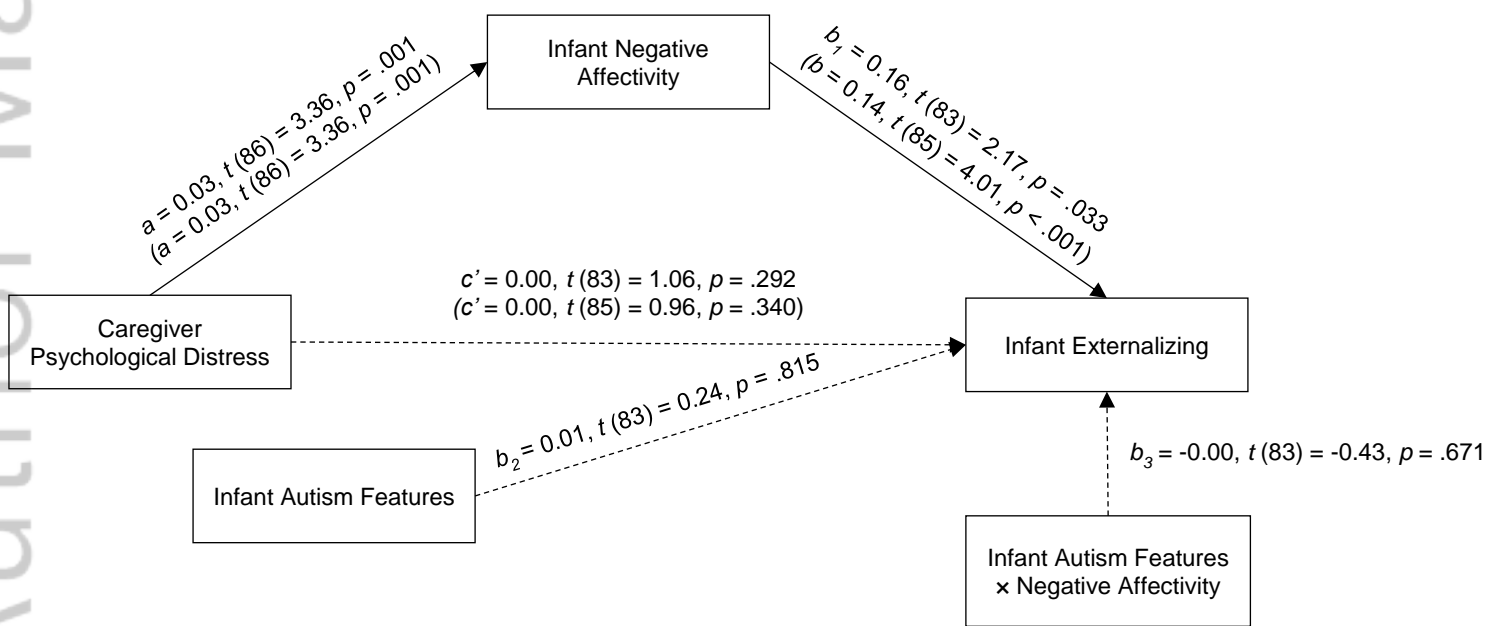 Infant Negative
Affectivity
a = 0.03, t (86) = 3.36, p = .001
(a = 0.03, t (86) = 3.36, p = .001)
b1 = 0.16, t (83) = 2.17, p = .033
(b = 0.14, t (85) = 4.01, p < .001)
c' = 0.00, t (83) = 1.06, p = .292
(c' = 0.00, t (85) = 0.96, p = .340)
Caregiver
Psychological Distress
Infant Externalizing
b2 = 0.01, t (83) = 0.24, p = .815
Infant Autism Features
b3 = -0.00, t (83) = -0.43, p = .671
Infant Autism Features
× Negative Affectivity